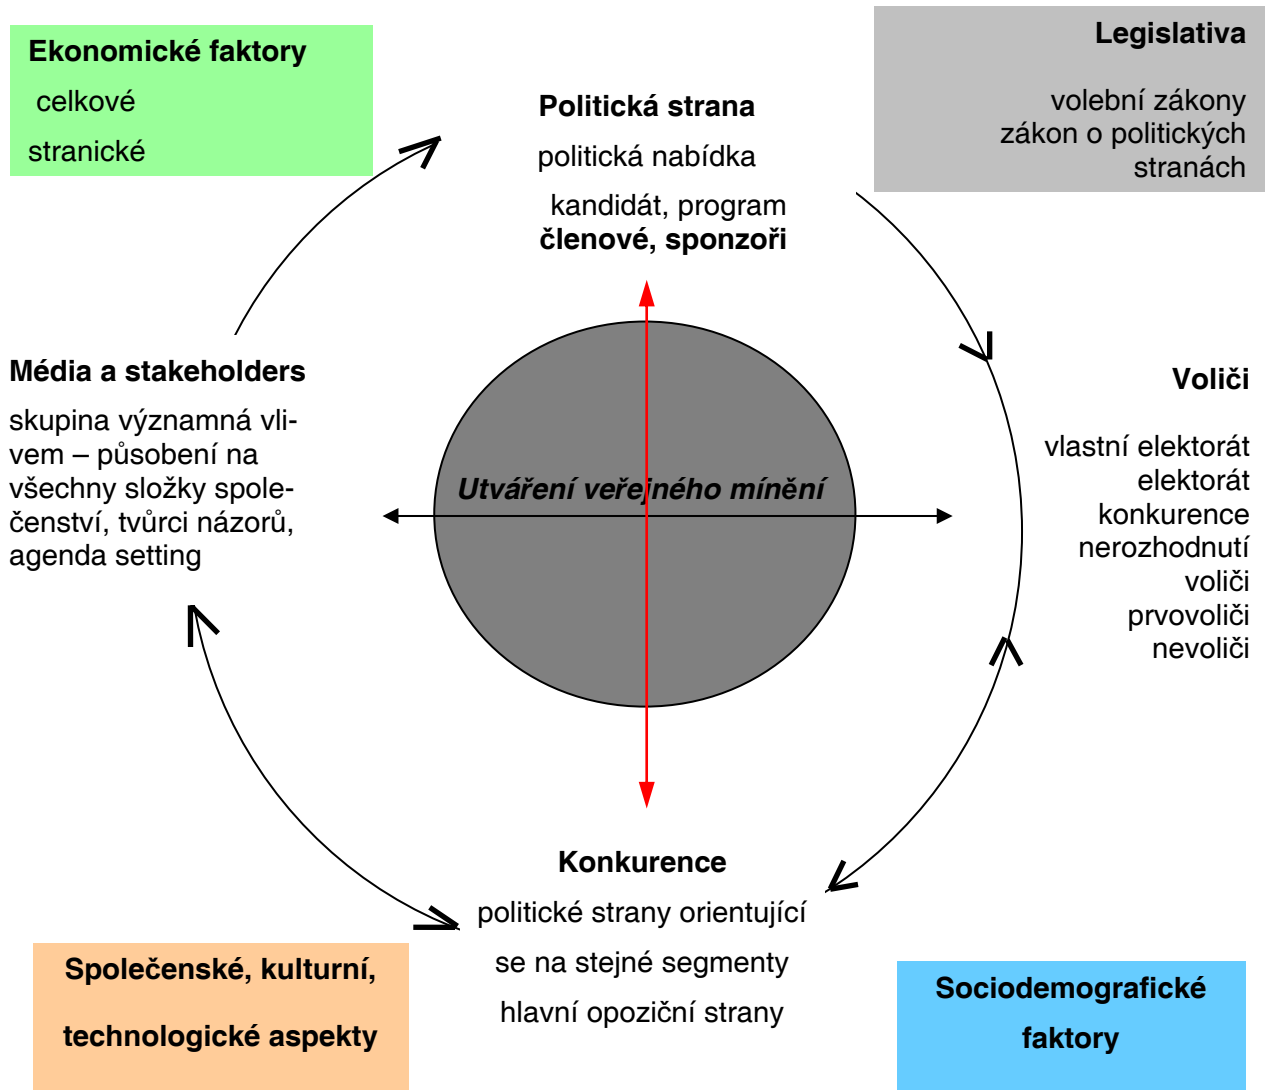 Ekonomické faktory
celkové
stranické
Legislativa
volební zákony
zákon o politických
stranách
Politická strana
politická nabídka
kandidát, program
členové, sponzoři
Média a stakeholders
skupina významná vli-
vem – působení na
všechny složky spole-
čenství, tvůrci názorů,
agenda setting
Utváření veřejného mínění
Voliči
vlastní elektorát
elektorát
konkurence
nerozhodnutí
voliči
prvovoliči
nevoliči
Konkurence
politické strany orientující
se na stejné segmenty
hlavní opoziční strany
Společenské, kulturní,
technologické aspekty
Sociodemografické
faktory